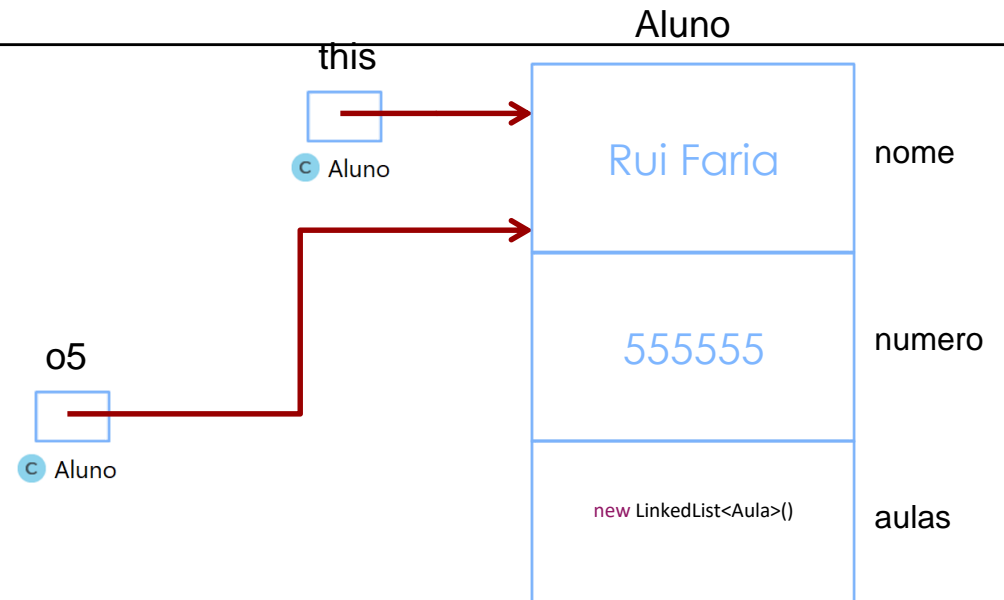 Aluno
this
C Aluno
Rui Faria
nome
555555
numero
o5
C Aluno
new LinkedList<Aula>()
aulas